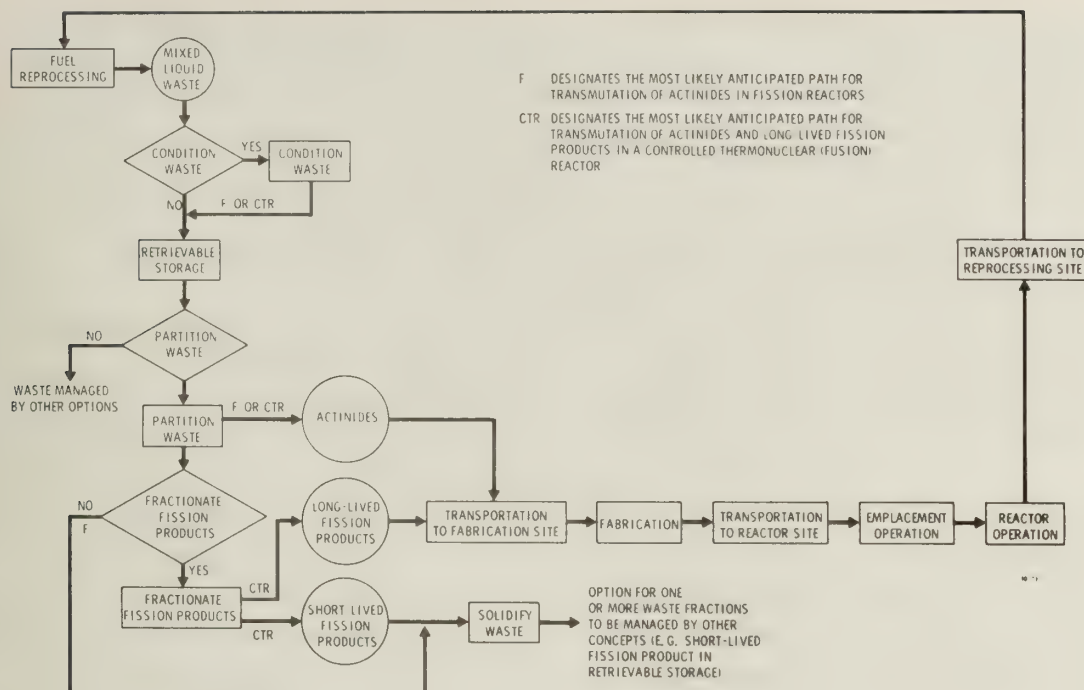 FUEL
REPROCESSING
MIXED
LIQUID
WASTE
F DESIGNATES THE MOST LIKELY ANTICIPATED PATH FOR
TRANSMUTATION OF ACTINIDES IN FISSION REACTORS
CTR DESIGNATES THE MOST LIKELY ANTICIPATED PATH FOR
TRANSMUTATION OF ACTINIDES AND LONG-LIVED FISSION
PRODUCTS IN A CONTROLLED THERMONUCLEAR (FUSION)
REACTOR
CONDITION
WASTE
YES
CONDITION
WASTE
NO
F OR CTR
RETRIEVABLE
STORAGE
TRANSPORTATION TO
REPROCESSING SITE
PARTITION
WASTE
NO
WASTE MANAGED
BY OTHER OPTIONS
PARTITION
WASTE
F OR CTR
ACTINIDES
FRACTIONATE
FISSION
PRODUCTS
NO
F
YES
LONG-LIVED
FISSION
PRODUCTS
TRANSPORTATION
TO FABRICATION SITE
FABRICATION
TRANSPORTATION
TO REACTOR SITE
EMPLACEMENT
OPERATION
REACTOR
OPERATION
FRACTIONATE
FISSION PRODUCTS
CTR
CTR
SHORT LIVED
FISSION
PRODUCTS
SOLIDIFY
WASTE
OPTION FOR ONE
OR MORE WASTE FRACTIONS
TO BE MANAGED BY OTHER
CONCEPTS (E.G. SHORT-LIVED
FISSION PRODUCT IN
RETRIEVABLE STORAGE)